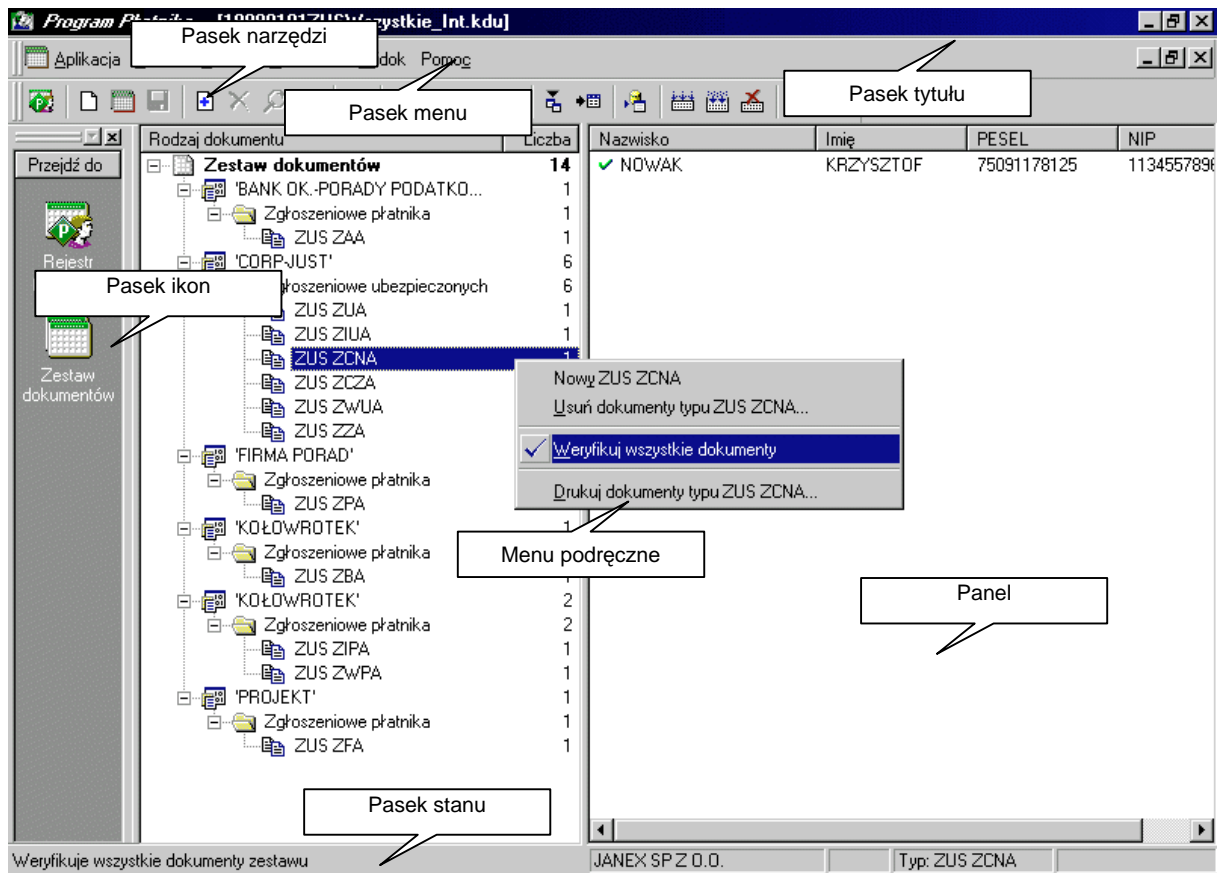 Program Płatnika - [19990101ZUS\Wszystkie_Int.kdu]
Pasek narzędzi
Aplikacja
Pomoc
Pasek menu
Pasek tytułu
Przejdź do
Rejestr
Pasek ikon
Zestaw
dokumentów
Rodzaj dokumentu Liczba
Zestaw dokumentów 14
'BANK OK.-PORADY PODATKO... 1
Zgłoszeniowe płatnika 1
ZUS ZAA 1
'CORP-JUST' 6
głoszeniowe ubezpieczonych 6
ZUS ZUA 1
ZUS ZIUA 1
ZUS ZCNA 1
ZUS ZCZA
ZUS ZWUA
ZUS ZZA
'FIRMA PORAD'
Zgłoszeniowe płatnika
ZUS ZPA
'KOŁOWROTEK' 1
Zgłoszeniowe płatnika
ZUS ZBA 1
'KOŁOWROTEK' 2
Zgłoszeniowe płatnika 2
ZUS ZIPA 1
ZUS ZWPA 1
'PROJEKT' 1
Zgłoszeniowe płatnika 1
ZUS ZFA 1
Nazwisko Imię PESEL NIP
NOWAK KRZYSZTOF 75091178125 1134557896
Nowy ZUS ZCNA
Usuń dokumenty typu ZUS ZCNA...
Weryfikuj wszystkie dokumenty
Drukuj dokumenty typu ZUS ZCNA...
Menu podręczne
Panel
Pasek stanu
Weryfikuje wszystkie dokumenty zestawu
JANEX SP Z O.O.
Typ: ZUS ZCNA